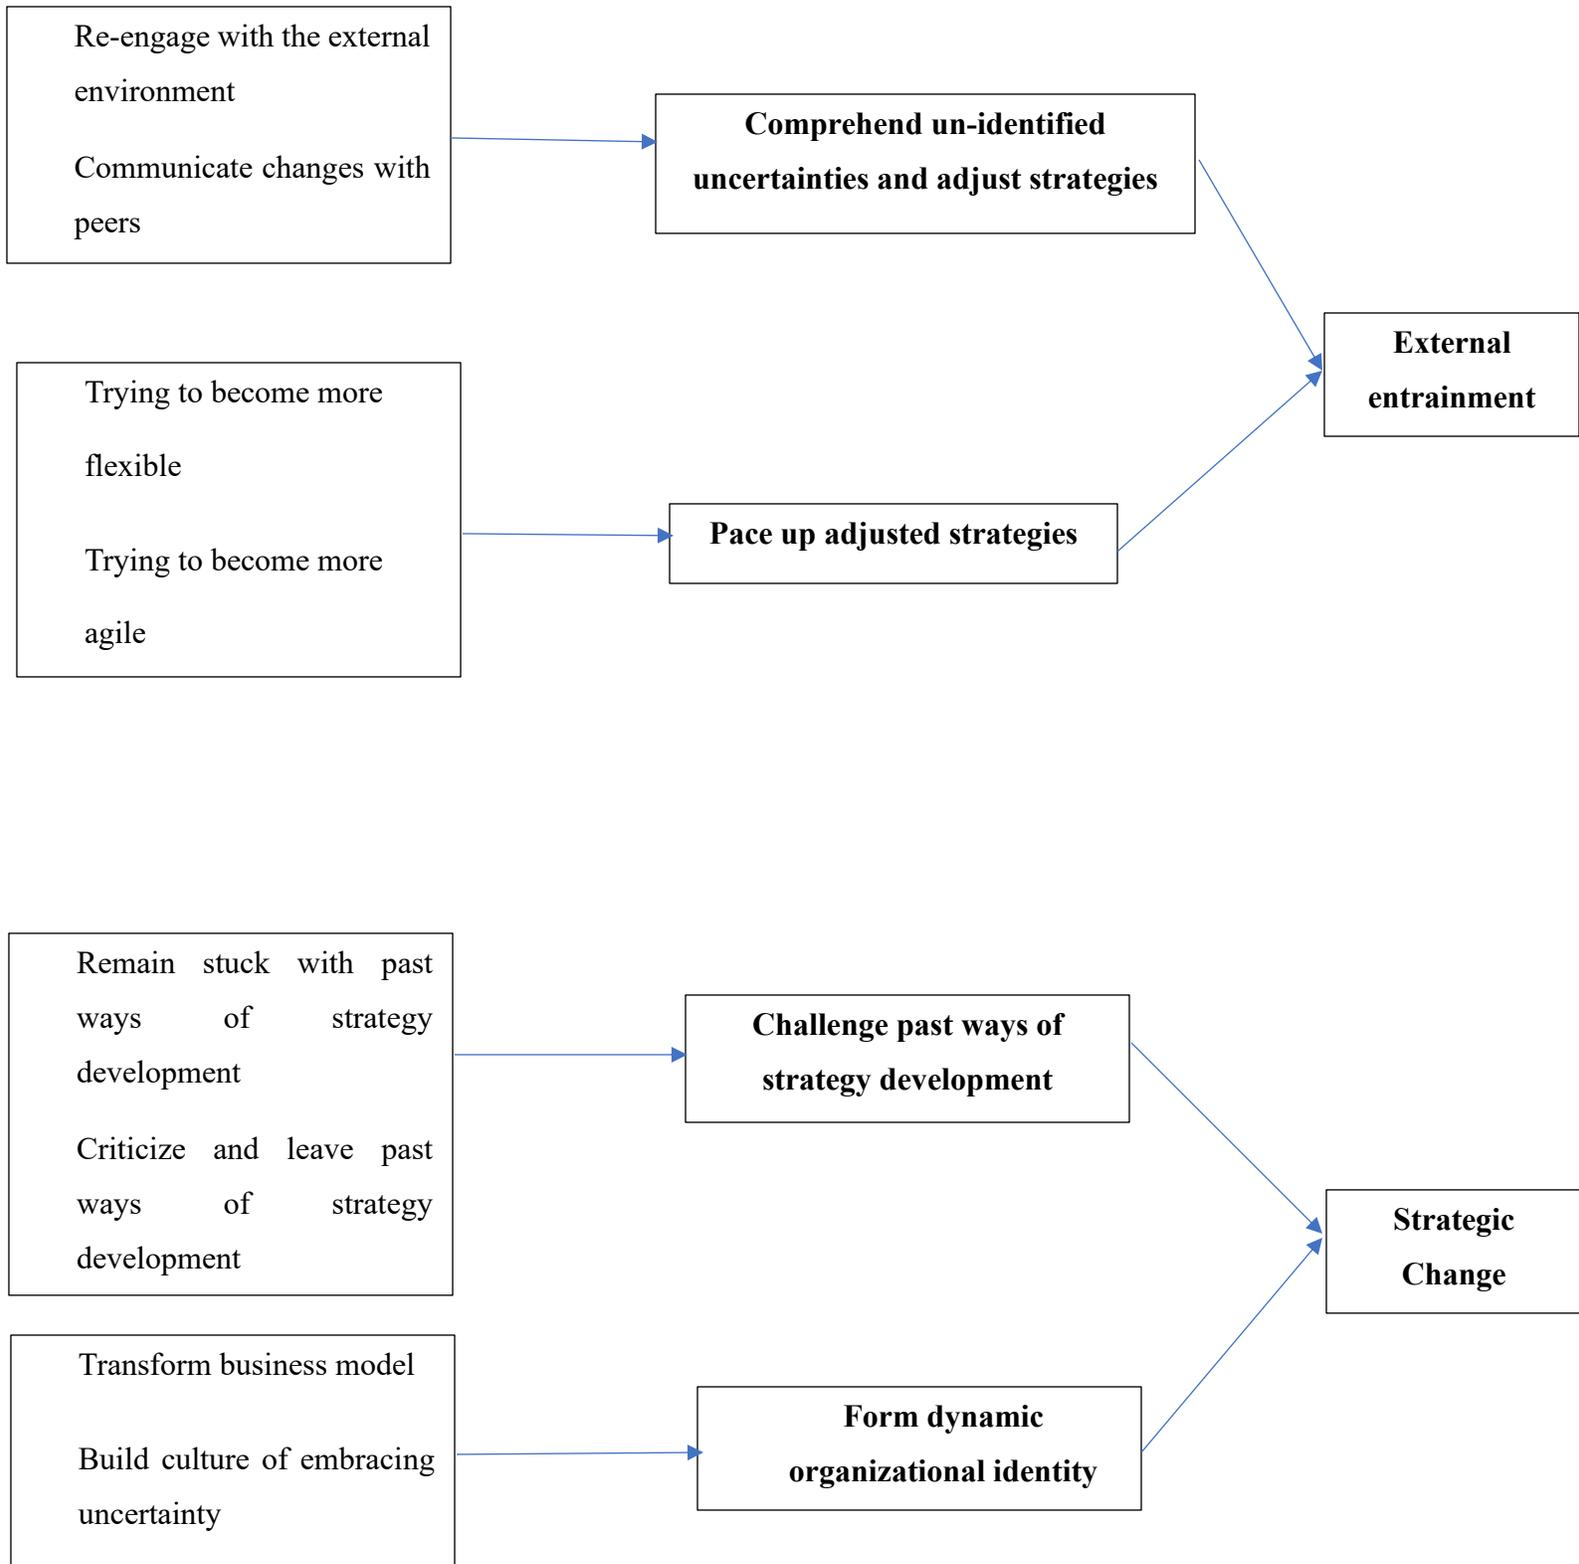 Re-engage with the external
environment
Communicate changes with
peers
Comprehend un-identified
uncertainties and adjust strategies
External
entrainment
Trying to become more
flexible
Trying to become more
agile
Pace up adjusted strategies
Remain stuck with past
ways of strategy
development
Criticize and leave past
ways of strategy
development
Challenge past ways of
strategy development
Strategic
Change
Transform business model
Build culture of embracing
uncertainty
Form dynamic
organizational identity